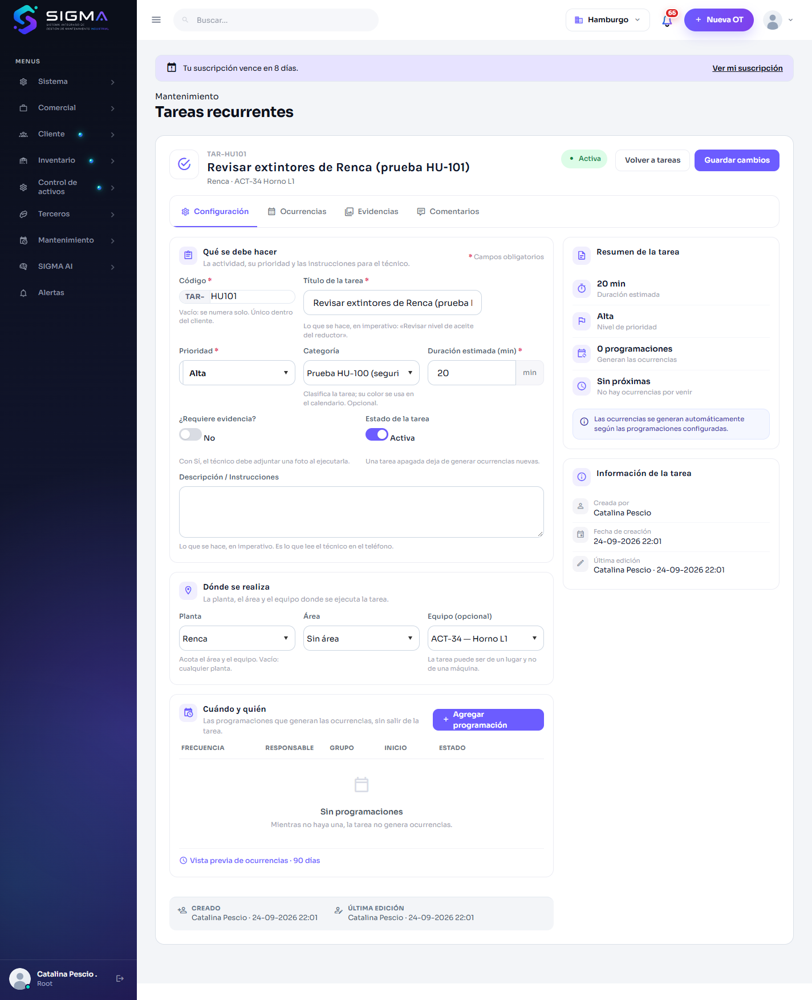 SIGMA
SISTEMA INTEGRADO DE
GESTIÓN DE MANTENIMIENTO INDUSTRIAL
MENUS
Sistema
Comercial
Cliente
Inventario
Control de
activos
Terceros
Mantenimiento
SIGMA AI
Alertas
Catalina Pescio .
Root
Buscar...
Hamburgo
65
+ Nueva OT
Tu suscripción vence en 8 días.
Ver mi suscripción
Mantenimiento
Tareas recurrentes
TAR-HU101
Revisar extintores de Renca (prueba HU-101)
Renca · ACT-34 Horno L1
Activa
Volver a tareas
Guardar cambios
Configuración
Ocurrencias
Evidencias
Comentarios
Qué se debe hacer
La actividad, su prioridad y las instrucciones para el técnico.
* Campos obligatorios
Código *
TAR- HU101
Vacío: se numera solo. Único dentro
del cliente.
Título de la tarea *
Revisar extintores de Renca (prueba
Lo que se hace, en imperativo: «Revisar nivel de aceite
del reductor».
Prioridad *
Alta
Categoría
Prueba HU-100 (seguri
Clasifica la tarea; su color se usa en
el calendario. Opcional.
Duración estimada (min) *
20 min
¿Requiere evidencia?
No
Con Sí, el técnico debe adjuntar una foto al ejecutarla.
Estado de la tarea
Activa
Una tarea apagada deja de generar ocurrencias nuevas.
Descripción / Instrucciones
Lo que se hace, en imperativo. Es lo que lee el técnico en el teléfono.
Dónde se realiza
La planta, el área y el equipo donde se ejecuta la tarea.
Planta
Renca
Acota el área y el equipo. Vacío:
cualquier planta.
Área
Sin área
Equipo (opcional)
ACT-34 — Horno L1
La tarea puede ser de un lugar y no
de una máquina.
Cuándo y quién
Las programaciones que generan las ocurrencias, sin salir de la
tarea.
+ Agregar
programación
FRECUENCIA RESPONSABLE GRUPO INICIO ESTADO
Sin programaciones
Mientras no haya una, la tarea no genera ocurrencias.
Vista previa de ocurrencias · 90 días
CREADO
Catalina Pescio · 24-09-2026 22:01
ÚLTIMA EDICIÓN
Catalina Pescio · 24-09-2026 22:01
Resumen de la tarea
20 min
Duración estimada
Alta
Nivel de prioridad
0 programaciones
Generan las ocurrencias
Sin próximas
No hay ocurrencias por venir
Las ocurrencias se generan automáticamente
según las programaciones configuradas.
Información de la tarea
Creada por
Catalina Pescio
Fecha de creación
24-09-2026 22:01
Última edición
Catalina Pescio · 24-09-2026 22:01